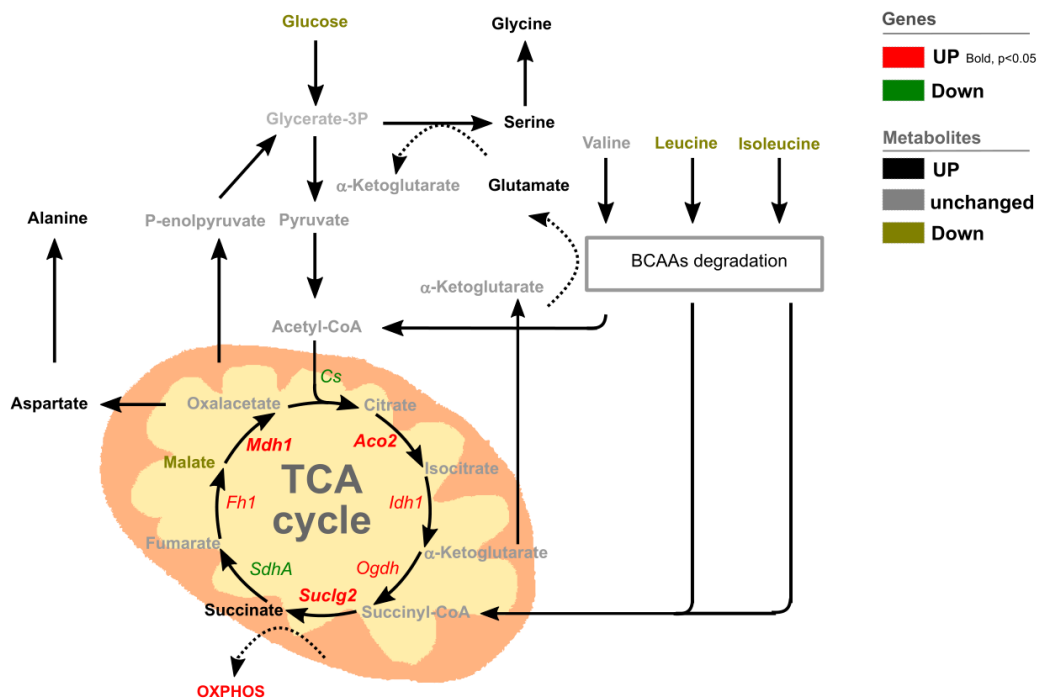 Glucose
Glycine
Genes
UP Bold, p<0.05
Down
Glycerate-3P
Serine
Valine
Leucine
Isoleucine
Metabolites
UP
unchanged
Down
α-Ketoglutarate
Glutamate
Alanine
P-enolpyruvate
Pyruvate
BCAAs degradation
α-Ketoglutarate
Acetyl-CoA
Cs
Aspartate
Oxalacetate
Citrate
Mdh1
Aco2
Malate
Isocitrate
TCA
cycle
Fh1
Idh1
Fumarate
α-Ketoglutarate
SdhA
Ogdh
Suclg2
Succinate
Succinyl-CoA
OXPHOS